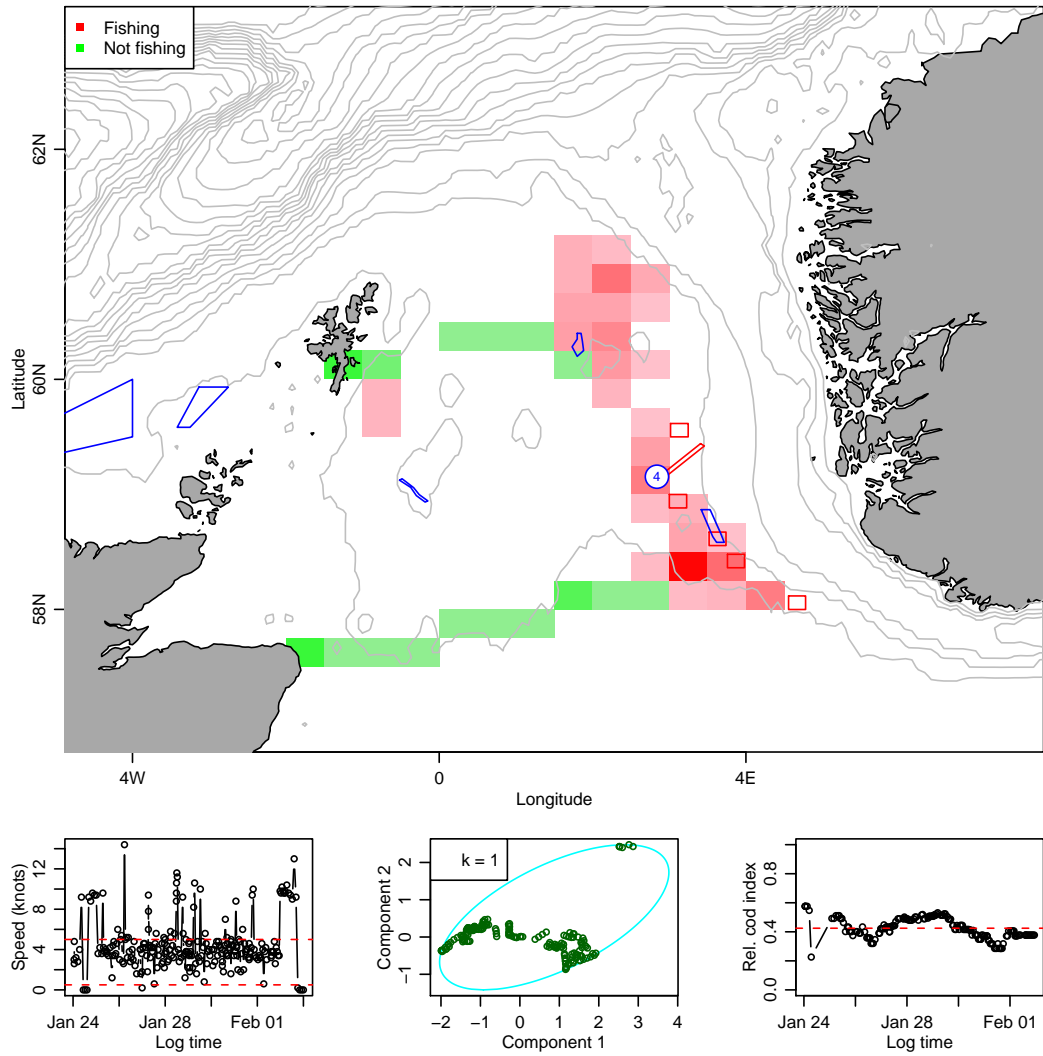 Fishing
Not fishing
62N
60N
58N
Latitude
4
4W
0
4E
Longitude
0
4
8
12
Speed (knots)
Jan 24
Jan 28
Feb 01
Log time
k = 1
−1
0
1
2
Component 2
−2
−1
0
1
2
3
4
Component 1
0.0
0.4
0.8
Rel. cod index
Jan 24
Jan 28
Feb 01
Log time